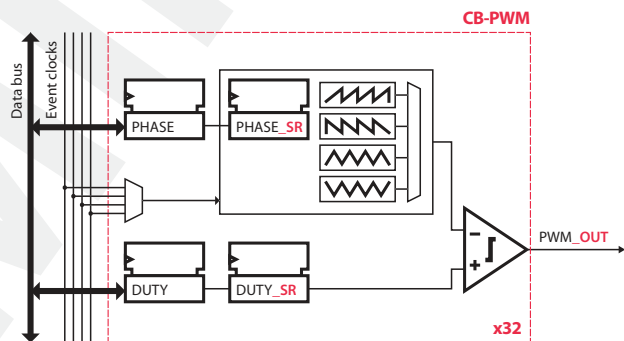 CB-PWM
Data bus
Event clocks
PHASE
PHASE_SR
DUTY
DUTY_SR
PWM_OUT
x32